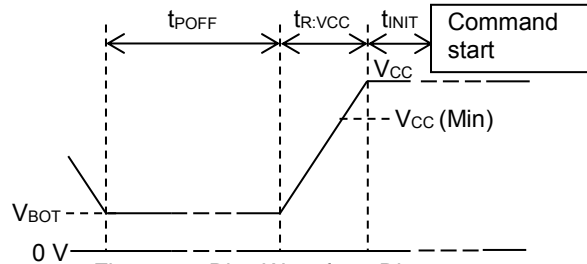 tPOFF tR:VCC tINIT Command
start
VCC
VCC (Min)
VBOT
0 V